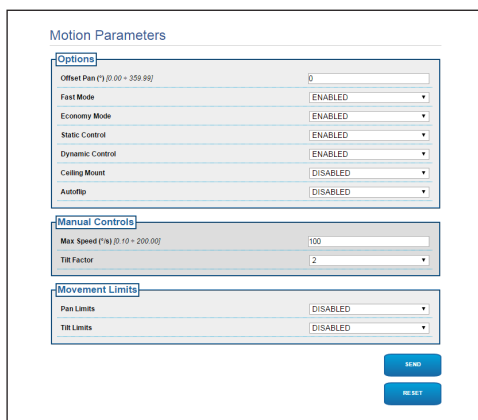 Motion Parameters
Options
Offset Pan (°) [0.00 ÷ 359.99] 0
Fast Mode ENABLED
Economy Mode ENABLED
Static Control ENABLED
Dynamic Control ENABLED
Ceiling Mount DISABLED
Autoflip DISABLED
Manual Controls
Max Speed (°/s) [0.10 ÷ 200.00] 100
Tilt Factor 2
Movement Limits
Pan Limits DISABLED
Tilt Limits DISABLED
SEND
RESET